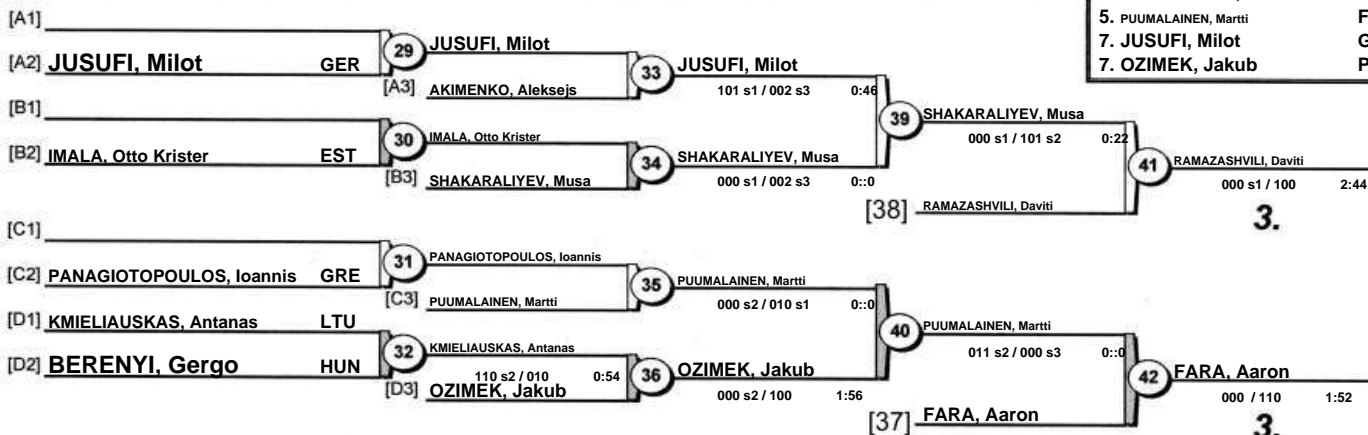 5. PUUMALAINEN, Martti F
7. JUSUFI, Milot G
7. OZIMEK, Jakub P
[A1]
[A2] JUSUFI, Milot GER
29
JUSUFI, Milot
[A3] AKIMENKO, Aleksejs
33
JUSUFI, Milot
101 s1 / 002 s3 0:46
[B1]
[B2] IMALA, Otto Krister EST
30
IMALA, Otto Krister
[B3] SHAKARALIYEV, Musa
34
SHAKARALIYEV, Musa
000 s1 / 002 s3 0::0
39
SHAKARALIYEV, Musa
000 s1 / 101 s2 0:22
[38] RAMAZASHVILI, Daviti
41
RAMAZASHVILI, Daviti
000 s1 / 100 2:44
3.
[C1]
[C2] PANAGIOTOPOULOS, Ioannis GRE
31
PANAGIOTOPOULOS, Ioannis
[C3] PUUMALAINEN, Martti
35
PUUMALAINEN, Martti
000 s2 / 010 s1 0::0
[D1] KMIELIAUSKAS, Antanas LTU
[D2] BERENYI, Gergo HUN
32
KMIELIAUSKAS, Antanas
110 s2 / 010 0:54
[D3] OZIMEK, Jakub
36
OZIMEK, Jakub
000 s2 / 100 1:56
40
PUUMALAINEN, Martti
011 s2 / 000 s3 0::0
[37] FARA, Aaron
42
FARA, Aaron
000 / 110 1:52
3.